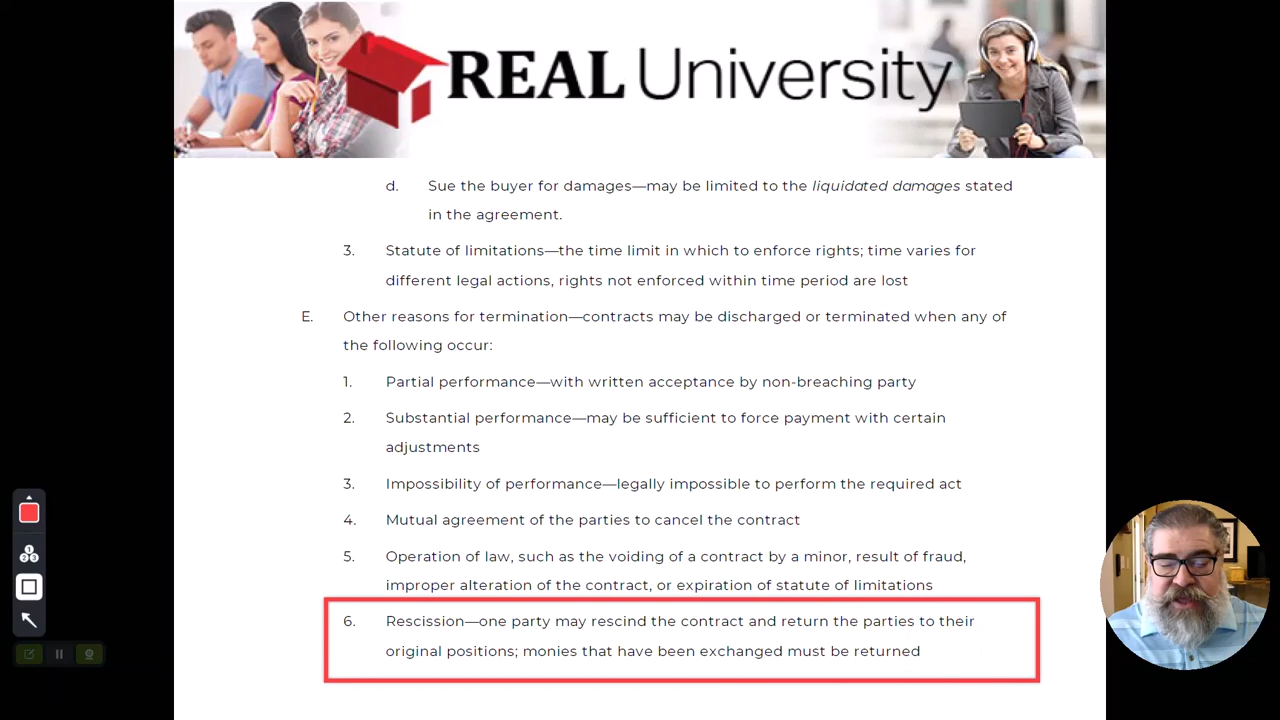 REAL University
d. Sue the buyer for damages—may be limited to the liquidated damages stated
in the agreement.
3. Statute of limitations—the time limit in which to enforce rights; time varies for
different legal actions, rights not enforced within time period are lost
E. Other reasons for termination—contracts may be discharged or terminated when any of
the following occur:
1. Partial performance—with written acceptance by non-breaching party
2. Substantial performance—may be sufficient to force payment with certain
adjustments
3. Impossibility of performance—legally impossible to perform the required act
4. Mutual agreement of the parties to cancel the contract
5. Operation of law, such as the voiding of a contract by a minor, result of fraud,
improper alteration of the contract, or expiration of statute of limitations
6. Rescission—one party may rescind the contract and return the parties to their
original positions; monies that have been exchanged must be returned